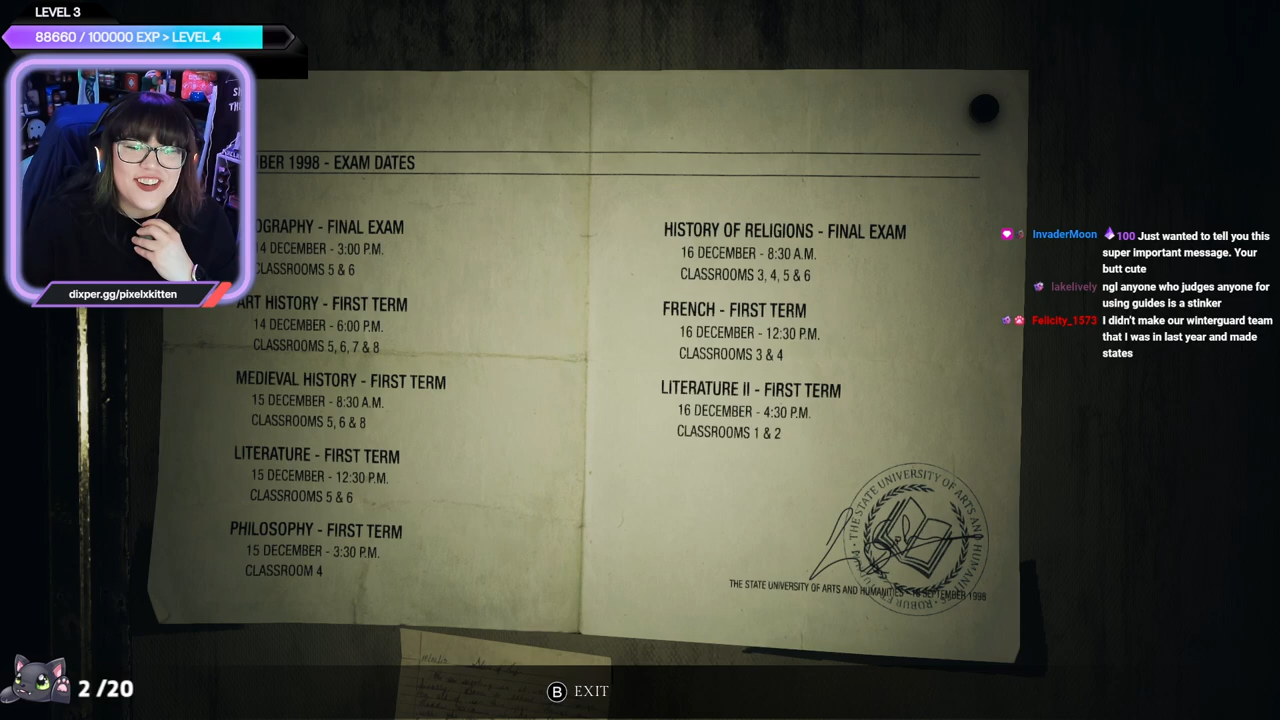 LEVEL 3
88660 / 100000 EXP > LEVEL 4
dixper.gg/pixelxkitten
BER 1998 - EXAM DATES
OGRAPHY - FINAL EXAM
14 DECEMBER - 3:00 P.M.
CLASSROOMS 5 & 6
ART HISTORY - FIRST TERM
14 DECEMBER - 6:00 P.M.
CLASSROOMS 5, 6, 7 & 8
MEDIEVAL HISTORY - FIRST TERM
15 DECEMBER - 8:30 A.M.
CLASSROOMS 5, 6 & 8
LITERATURE - FIRST TERM
15 DECEMBER - 12:30 P.M.
CLASSROOMS 5 & 6
PHILOSOPHY - FIRST TERM
15 DECEMBER - 3:30 P.M.
CLASSROOM 4
HISTORY OF RELIGIONS - FINAL EXAM
16 DECEMBER - 8:30 A.M.
CLASSROOMS 3, 4, 5 & 6
FRENCH - FIRST TERM
16 DECEMBER - 12:30 P.M.
CLASSROOMS 3 & 4
LITERATURE II - FIRST TERM
16 DECEMBER - 4:30 P.M.
CLASSROOMS 1 & 2
THE STATE UNIVERSITY OF ARTS AND HUMANITIES
THE STATE UNIVERSITY OF ARTS AND HUMANITIES SEPTEMBER 1998
9 InvaderMoon 100 Just wanted to tell you this
super important message. Your
butt cute
lakelively ngl anyone who judges anyone for
using guides is a stinker
Felicity_1573 I didn't make our winterguard team
that I was in last year and made
states
2 /20
B EXIT